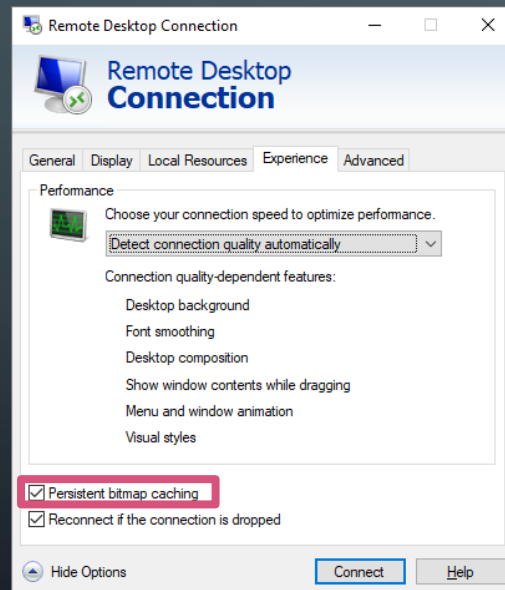 Remote Desktop Connection
Remote Desktop
Connection
General Display Local Resources Experience Advanced
Performance
Choose your connection speed to optimize performance.
Detect connection quality automatically
Connection quality-dependent features:
Desktop background
Font smoothing
Desktop composition
Show window contents while dragging
Menu and window animation
Visual styles
Persistent bitmap caching
Reconnect if the connection is dropped
Hide Options Connect Help